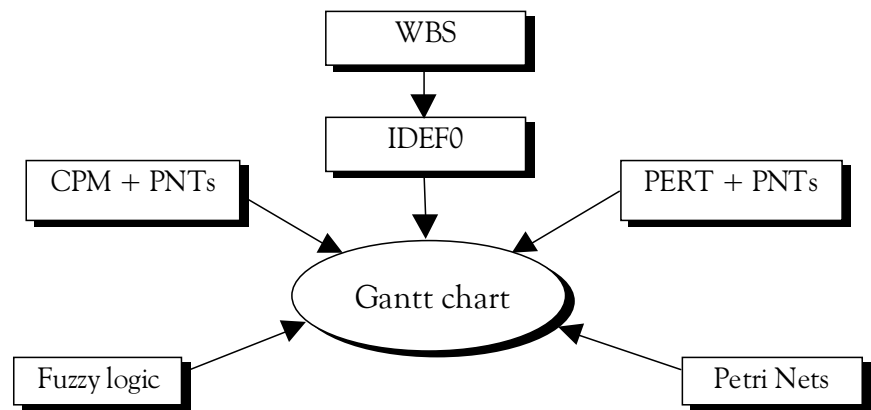 WBS
IDEF0
CPM + PNTs
PERT + PNTs
Gantt chart
Fuzzy logic
Petri Nets